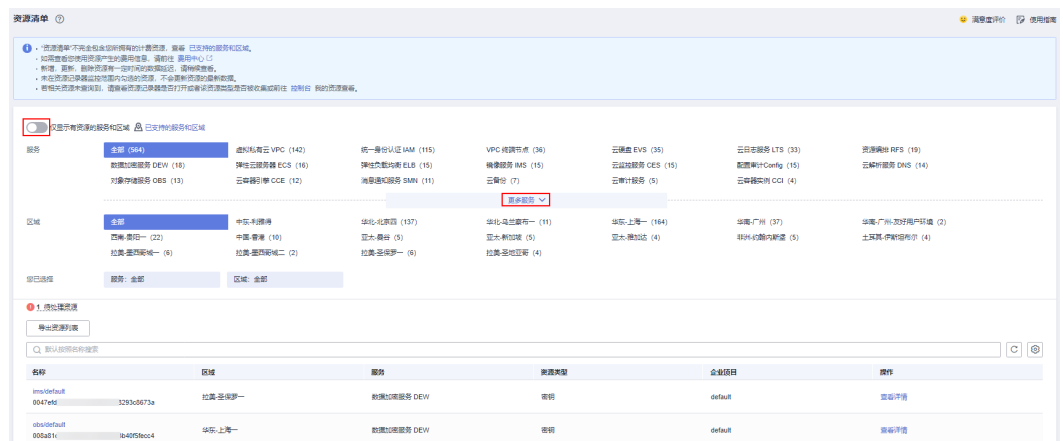 资源清单
满意度评价 使用指南
"资源清单"不完全包含您所拥有的计费资源，查看 已支持的服务和区域。
如需查看您使用资源产生的费用信息，请前往 费用中心
新增、更新、删除资源有一定时间的数据延迟，请稍候查看。
未在资源记录器监控范围内勾选的资源，不会更新资源的最新数据。
若相关资源未查询到，请查看资源记录器是否打开或者该资源类型是否被收集或前往 控制台 我的资源查看。
仅显示有资源的服务和区域 已支持的服务和区域
服务 全部 (564) 虚拟私有云 VPC (142) 统一身份认证 IAM (115) VPC 终端节点 (36) 云硬盘 EVS (35) 云日志服务 LTS (33) 资源编排 RFS (19)
数据加密服务 DEW (18) 弹性云服务器 ECS (16) 弹性负载均衡 ELB (15) 镜像服务 IMS (15) 云监控服务 CES (15) 配置审计Config (15) 云解析服务 DNS (14)
对象存储服务 OBS (13) 云容器引擎 CCE (12) 消息通知服务 SMN (11) 云备份 (7) 云审计服务 (5) 云容器实例 CCI (4)
更多服务
区域 全部 中东-利雅得 华北-北京四 (137) 华北-乌兰察布一 (11) 华东-上海一 (164) 华南-广州 (37) 华南-广州-友好用户环境 (2)
西南-贵阳一 (22) 中国-香港 (10) 亚太-曼谷 (5) 亚太-新加坡 (5) 亚太-雅加达 (4) 非洲-约翰内斯堡 (5) 土耳其-伊斯坦布尔 (4)
拉美-墨西哥城一 (6) 拉美-墨西哥城二 (2) 拉美-圣保罗一 (6) 拉美-圣地亚哥 (4)
您已选择 服务: 全部 区域: 全部
1 待处理资源
导出资源列表
默认按照名称搜索
名称 区域 服务 资源类型 企业项目 操作
ims/default
0047efd 3293c8673a 拉美-圣保罗一 数据加密服务 DEW 密钥 default 查看详情
obs/default
008a81 b40f5fecc4 华东-上海一 数据加密服务 DEW 密钥 default 查看详情